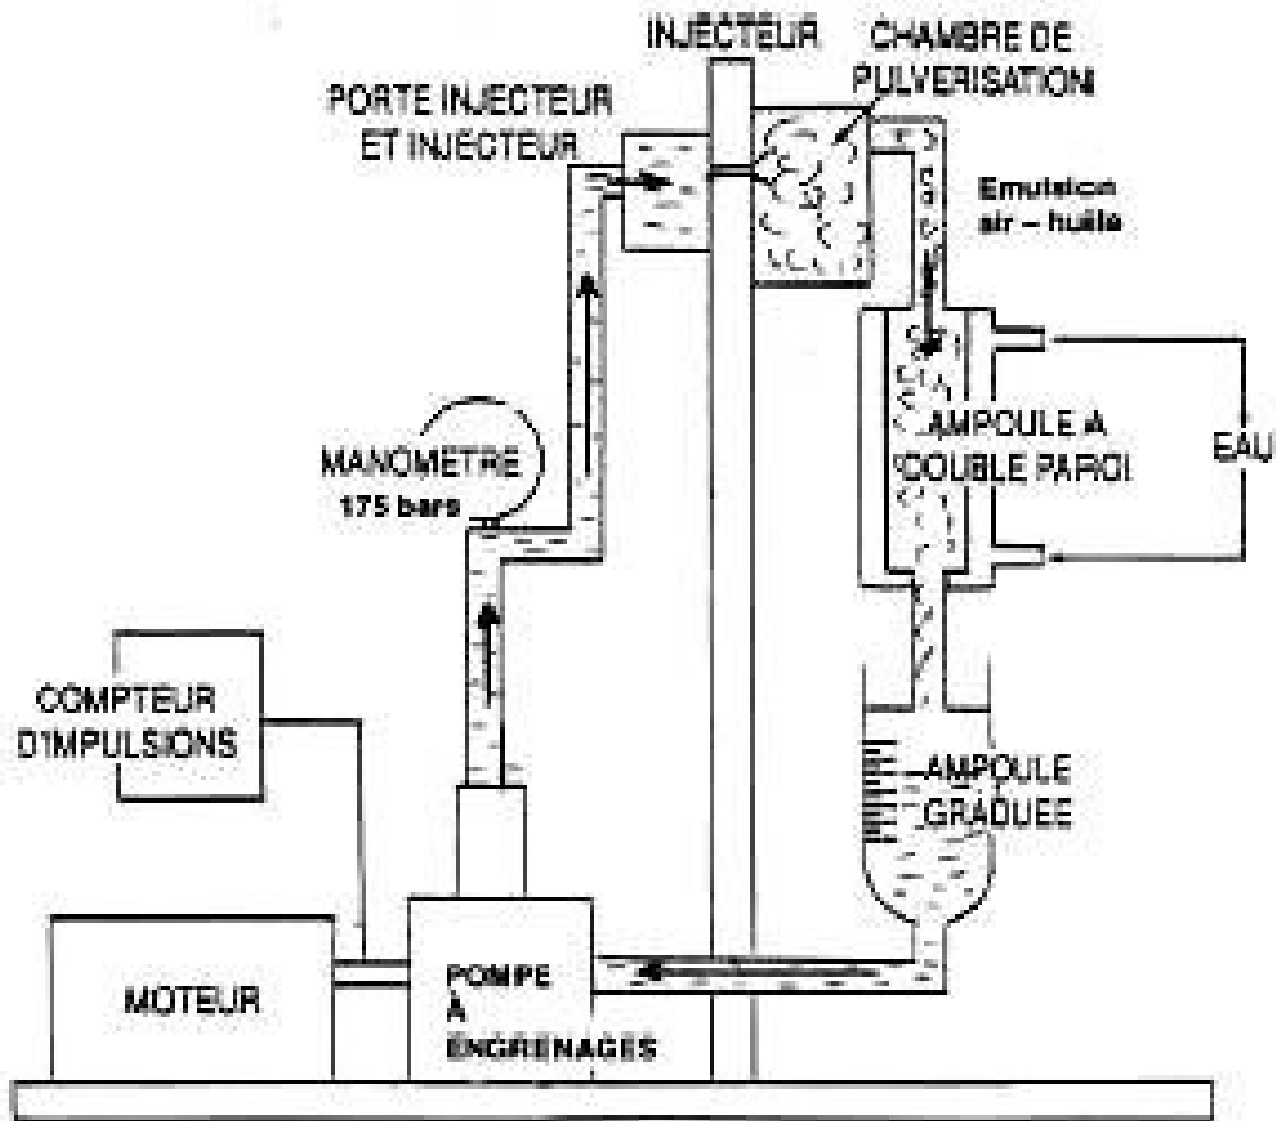 INJECTEUR
CHAMBRE DE
PULVERISATION
PORTE INJECTEUR
ET INJECTEUR
Emulsion
air – huile
MANOMETRE
175 bars
AMPOULE A
DOUBLE PAROI
EAU
COMPTEUR
D'IMPULSIONS
AMPOULE
GRADUEE
MOTEUR
POMPE
A
ENGRENAGES